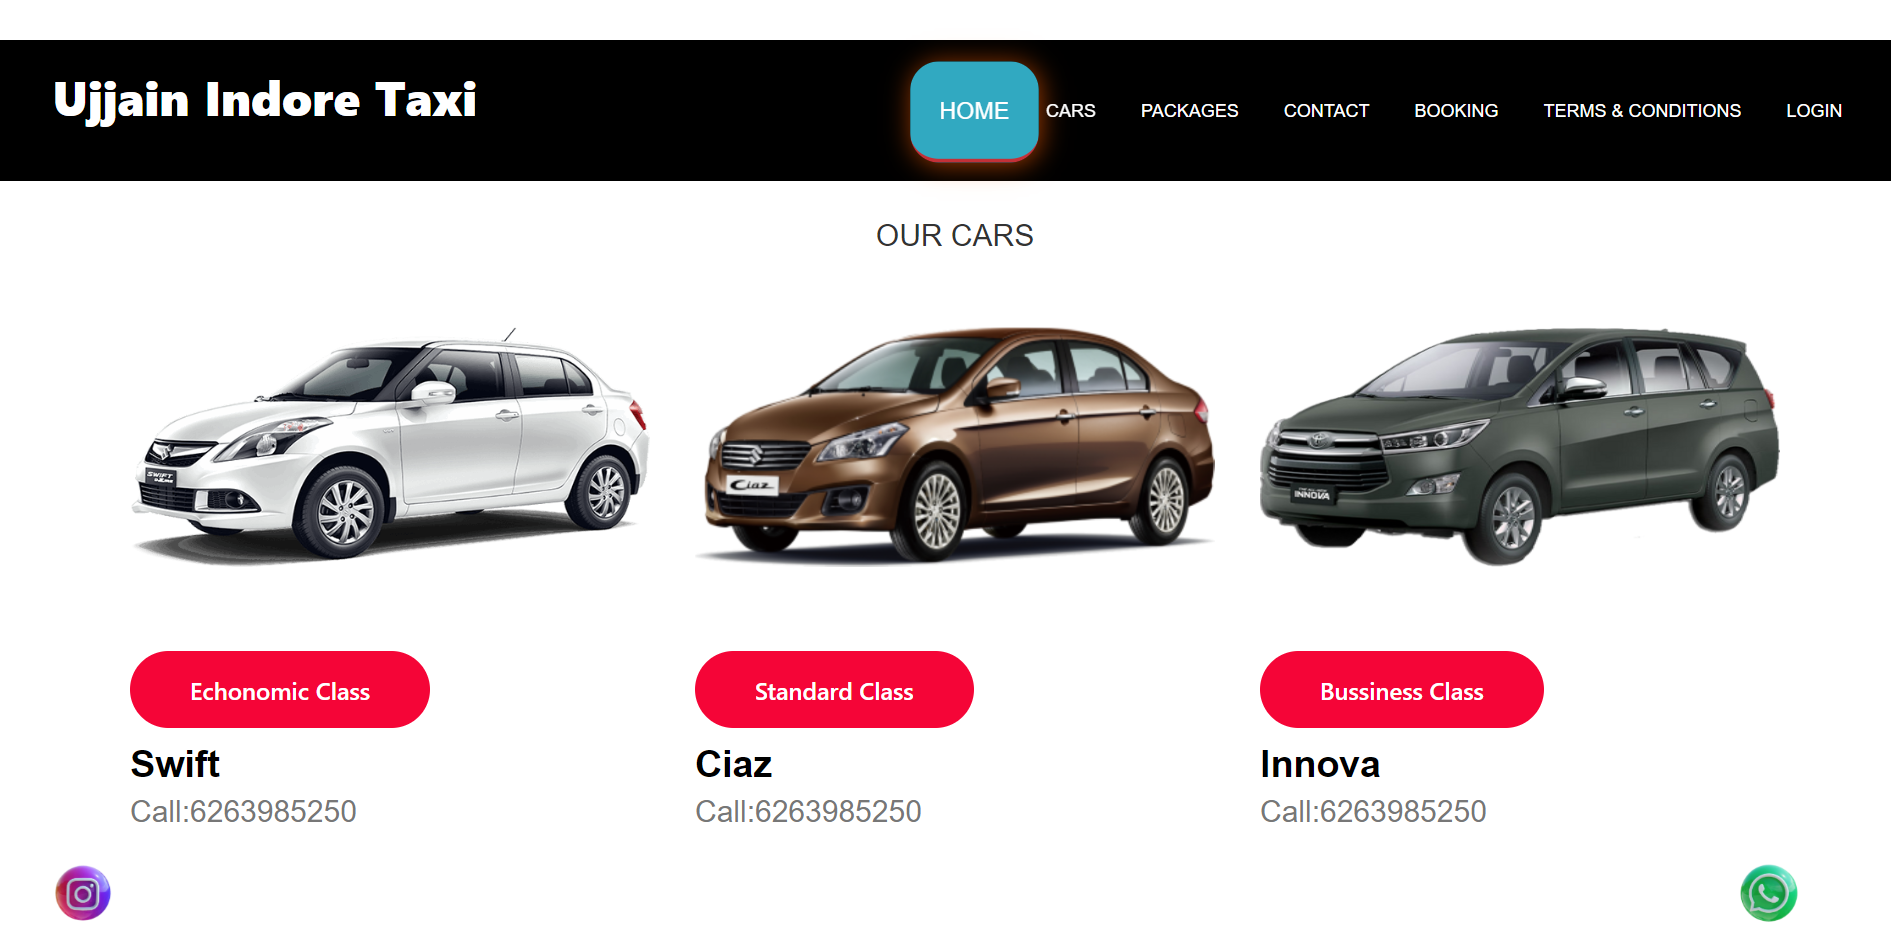 Ujjain Indore Taxi
HOME CARS PACKAGES CONTACT BOOKING TERMS & CONDITIONS LOGIN
OUR CARS
SWIFT
Ciaz
INNOVA
Echonomic Class
Standard Class
Bussiness Class
Swift
Ciaz
Innova
Call:6263985250
Call:6263985250
Call:6263985250